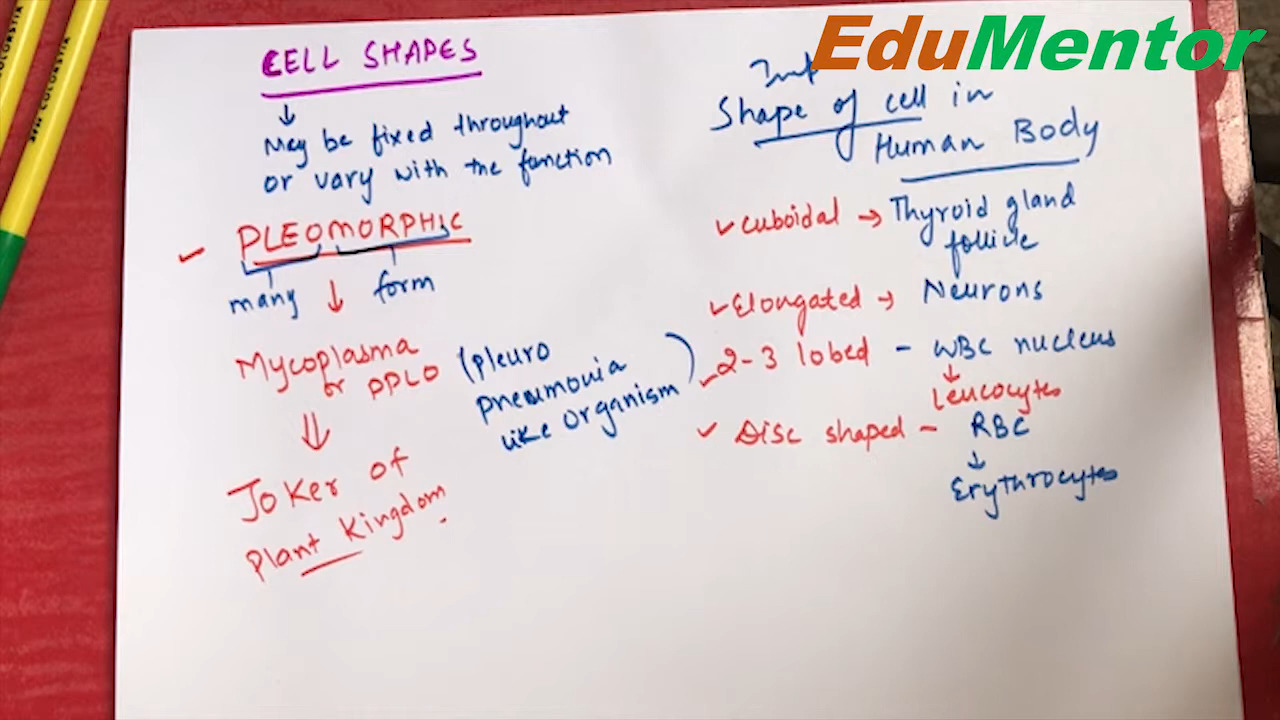 EduMentor
CELL SHAPES
↓
May be fixed throughout
or vary with the function
✓ PLEOMORPHIC
many ↓ form
Mycoplasma
or PPLO (pleuro
pneumonia
like organism)
⇓
Joker of
Plant Kingdom.
Imp
Shape of cell in
Human Body
✓ Cuboidal → Thyroid gland
follicle
✓ Elongated → Neurons
✓ 2-3 lobed - WBC nucleus
↓
Leucocytes
✓ Disc shaped - RBC
↓
Erythrocytes